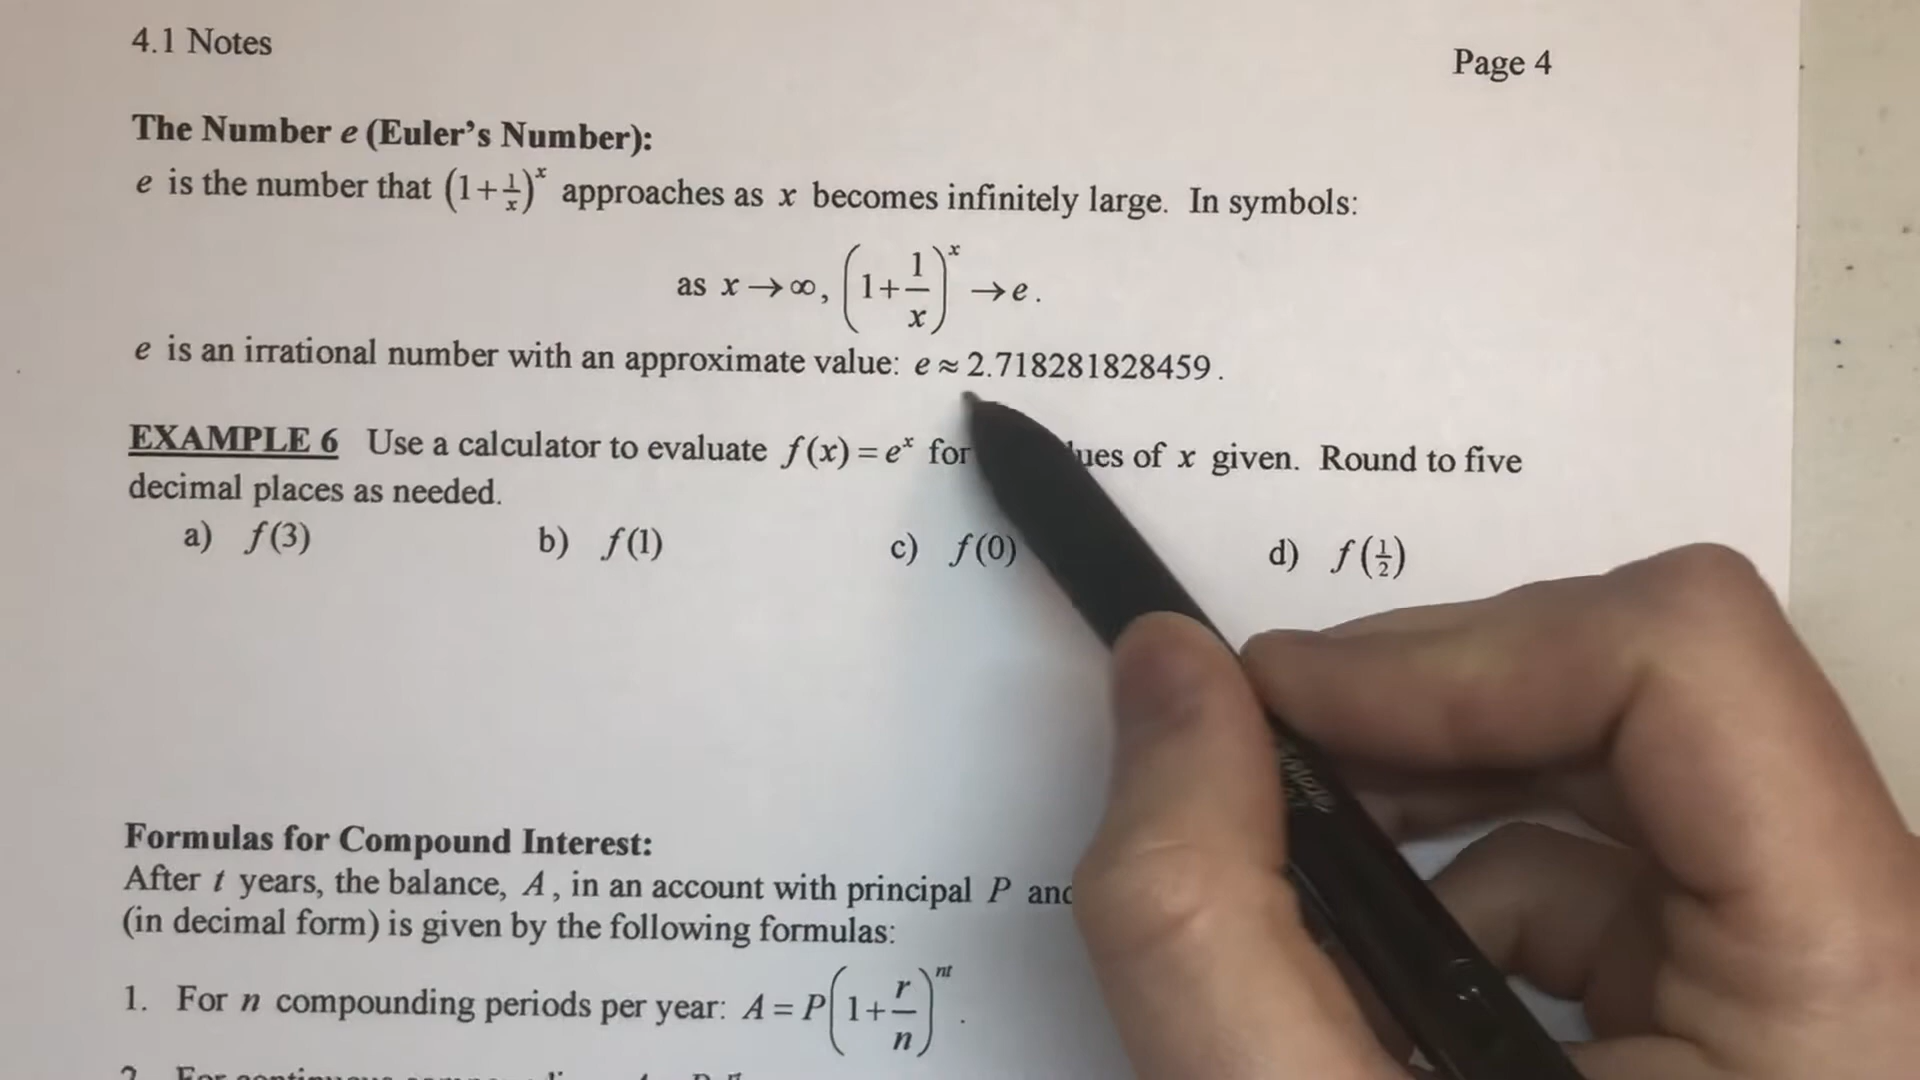 4.1 Notes
Page 4
The Number e (Euler's Number):
e is the number that (1+1/x)^x approaches as x becomes infinitely large. In symbols:
as x→∞, (1+1/x)^x →e.
e is an irrational number with an approximate value: e≈2.718281828459.
EXAMPLE 6 Use a calculator to evaluate f(x)=e^x for of x given. Round to five
decimal places as needed.
a) f(3) b) f(1) c) f(0) d) f(1/2)
Formulas for Compound Interest:
After t years, the balance, A, in an account with principal P
(in decimal form) is given by the following formulas:
1. For n compounding periods per year: A=P(1+r/n)^nt.